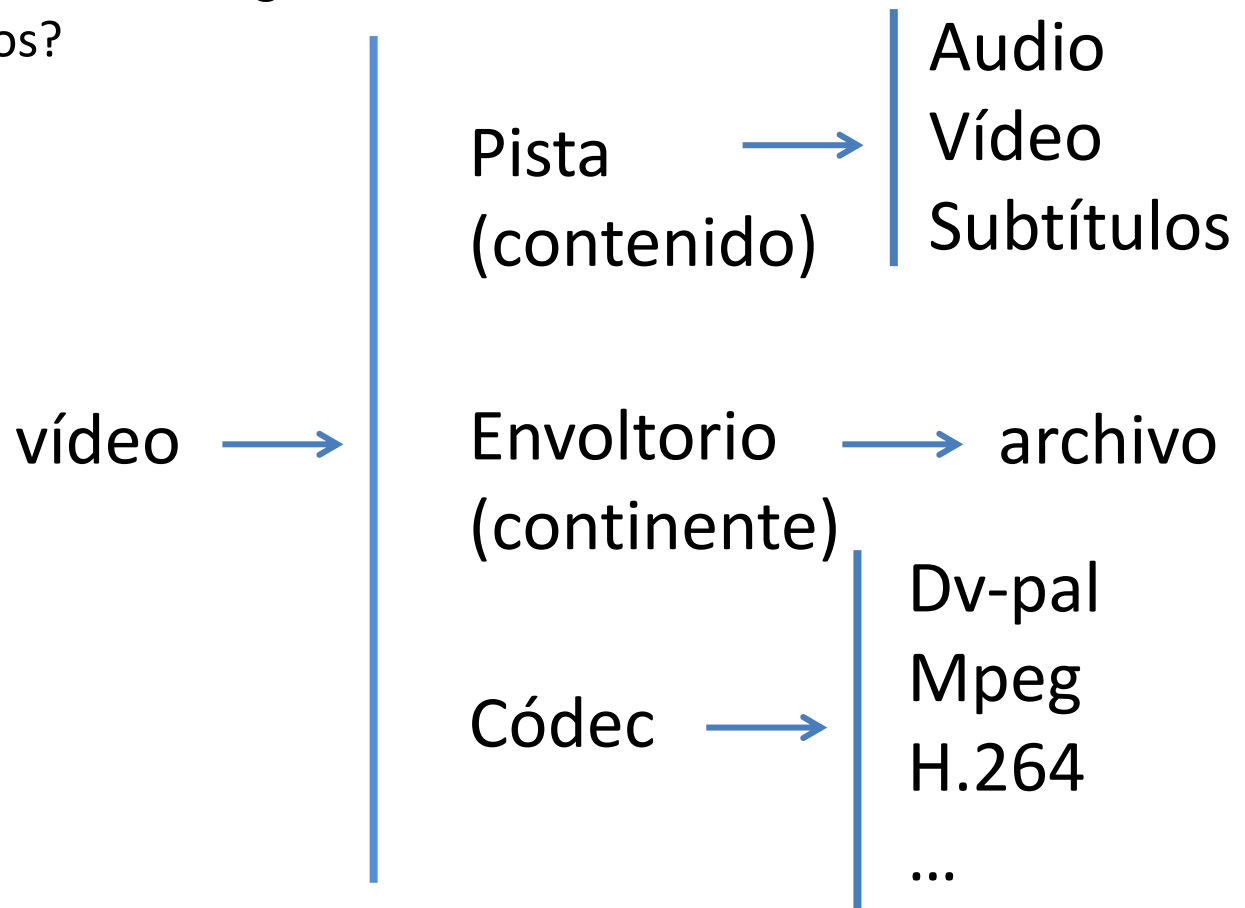 os?
vídeo
Pista
(contenido)
Audio
Vídeo
Subtítulos
Envoltorio
(continente)
archivo
Códec
Dv-pal
Mpeg
H.264
...